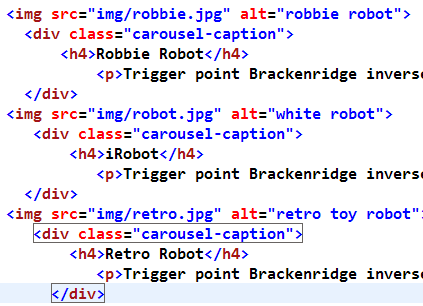 <img src="img/robbie.jpg" alt="robbie robot">
<div class="carousel-caption">
<h4>Robbie Robot</h4>
<p>Trigger point Brackenridge inverse
</div>
<img src="img/robot.jpg" alt="white robot">
<div class="carousel-caption">
<h4>iRobot</h4>
<p>Trigger point Brackenridge inverse
</div>
<img src="img/retro.jpg" alt="retro toy robot"
<div class="carousel-caption">
<h4>Retro Robot</h4>
<p>Trigger point Brackenridge inverse
</div>